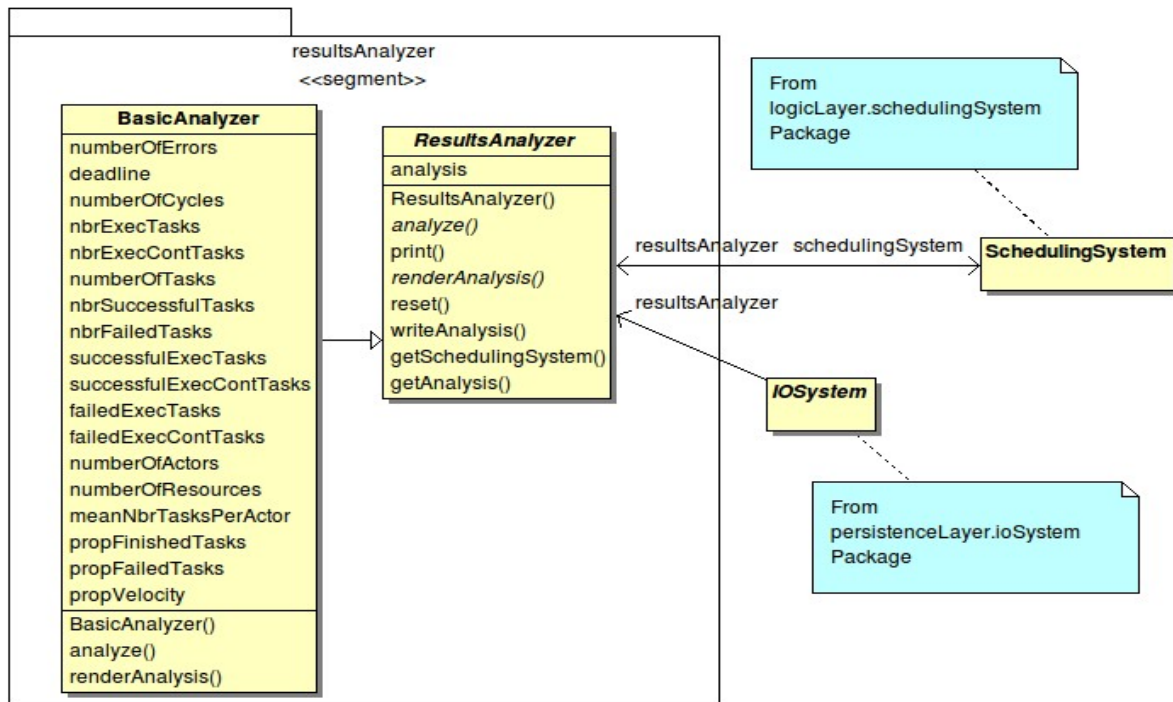 resultsAnalyzer
<<segment>>
BasicAnalyzer
numberOfErrors
deadline
numberOfCycles
nbrExecTasks
nbrExecContTasks
numberOfTasks
nbrSuccessfulTasks
nbrFailedTasks
successfulExecTasks
successfulExecContTasks
failedExecTasks
failedExecContTasks
numberOfActors
numberOfResources
meanNbrTasksPerActor
propFinishedTasks
propFailedTasks
propVelocity
BasicAnalyzer()
analyze()
renderAnalysis()
ResultsAnalyzer
analysis
ResultsAnalyzer()
analyze()
print()
renderAnalysis()
reset()
writeAnalysis()
getSchedulingSystem()
getAnalysis()
resultsAnalyzer schedulingSystem
resultsAnalyzer
From
logicLayer.schedulingSystem
Package
SchedulingSystem
IOSystem
From
persistenceLayer.ioSystem
Package